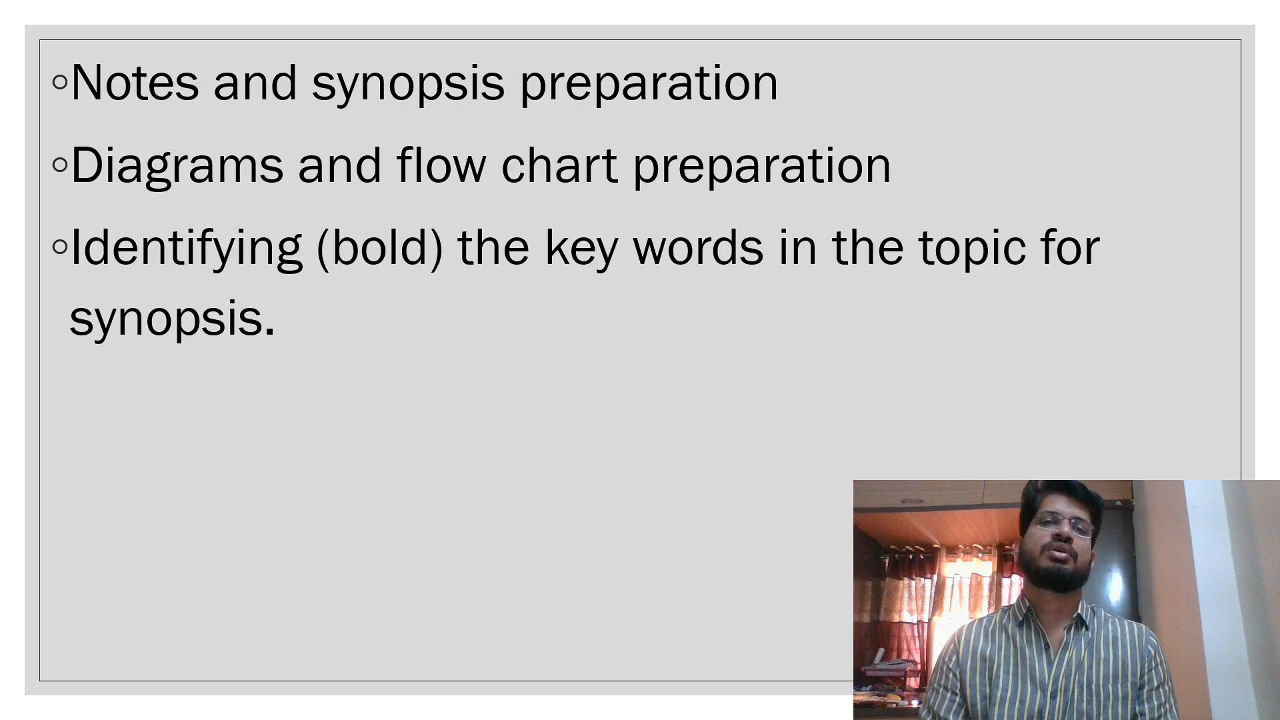 ◦Notes and synopsis preparation
◦Diagrams and flow chart preparation
◦Identifying (bold) the key words in the topic for
synopsis.